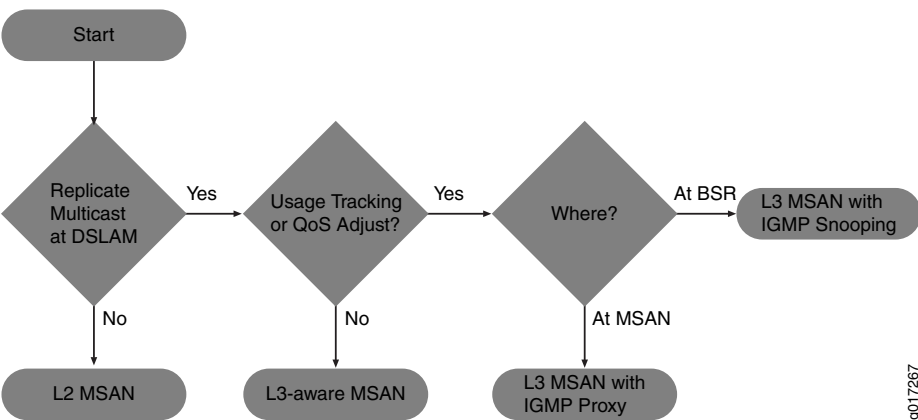 Start
Replicate
Multicast
at DSLAM
Yes
Usage Tracking
or QoS Adjust?
Yes
Where?
At BSR
L3 MSAN with
IGMP Snooping
No
No
At MSAN
L2 MSAN
L3-aware MSAN
L3 MSAN with
IGMP Proxy
g017267